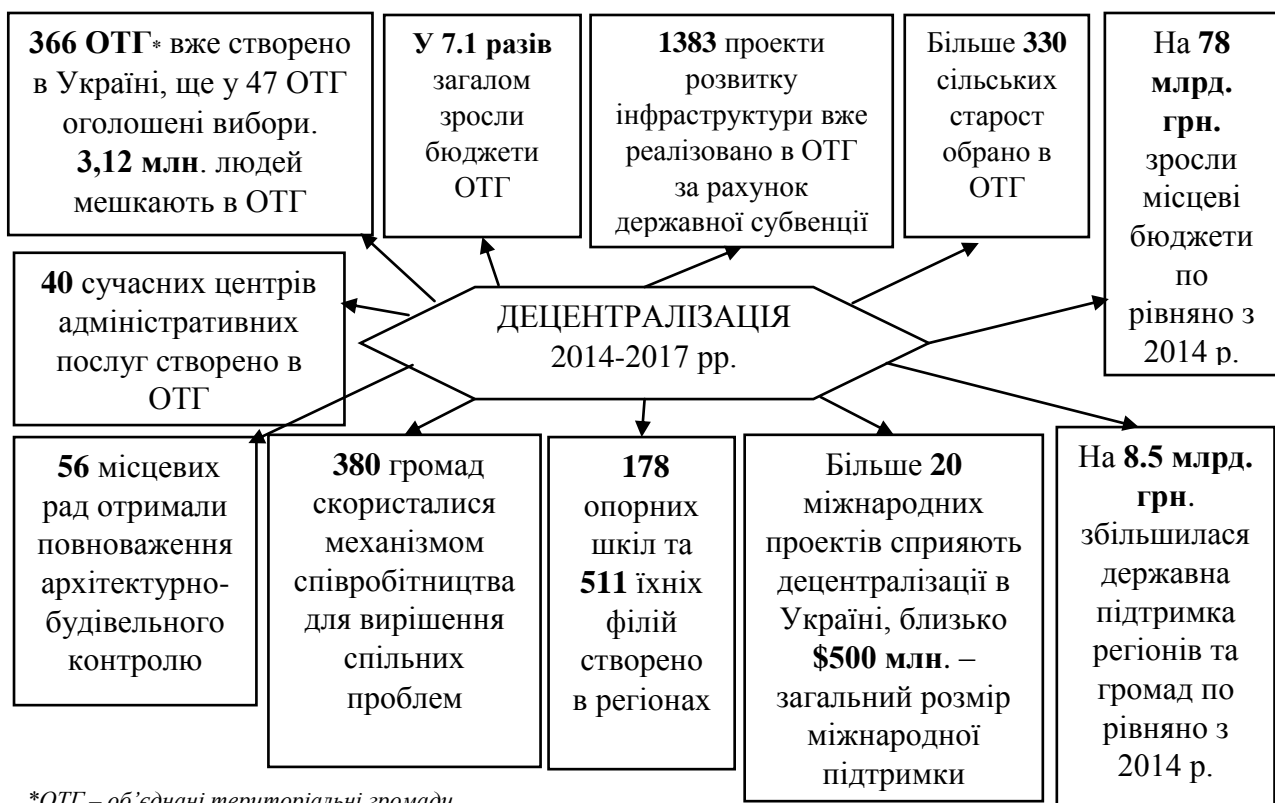 366 ОТГ* вже створено
в Україні, ще у 47 ОТГ
оголошені вибори.
3,12 млн. людей
мешкають в ОТГ
У 7.1 разів
загалом
зросли
бюджети
ОТГ
1383 проекти
розвитку
інфраструктури вже
реалізовано в ОТГ
за рахунок
державної субвенції
Більше 330
сільських
старост
обрано в
ОТГ
На 78
млрд.
грн.
зросли
місцеві
бюджети
по
рівняно з
2014 р.
40 сучасних центрів
адміністративних
послуг створено в
ОТГ
ДЕЦЕНТРАЛІЗАЦІЯ
2014-2017 рр.
56 місцевих
рад отримали
повноваження
архітектурно-
будівельного
контролю
380 громад
скористалися
механізмом
співробітництва
для вирішення
спільних
проблем
178
опорних
шкіл та
511 їхніх
філій
створено
в регіонах
Більше 20
міжнародних
проектів сприяють
децентралізації в
Україні, близько
$500 млн. –
загальний розмір
міжнародної
підтримки
На 8.5 млрд.
грн.
збільшилася
державна
підтримка
регіонів та
громад по
рівняно з
2014 р.
*ОТГ – об’єднані територіальні громади